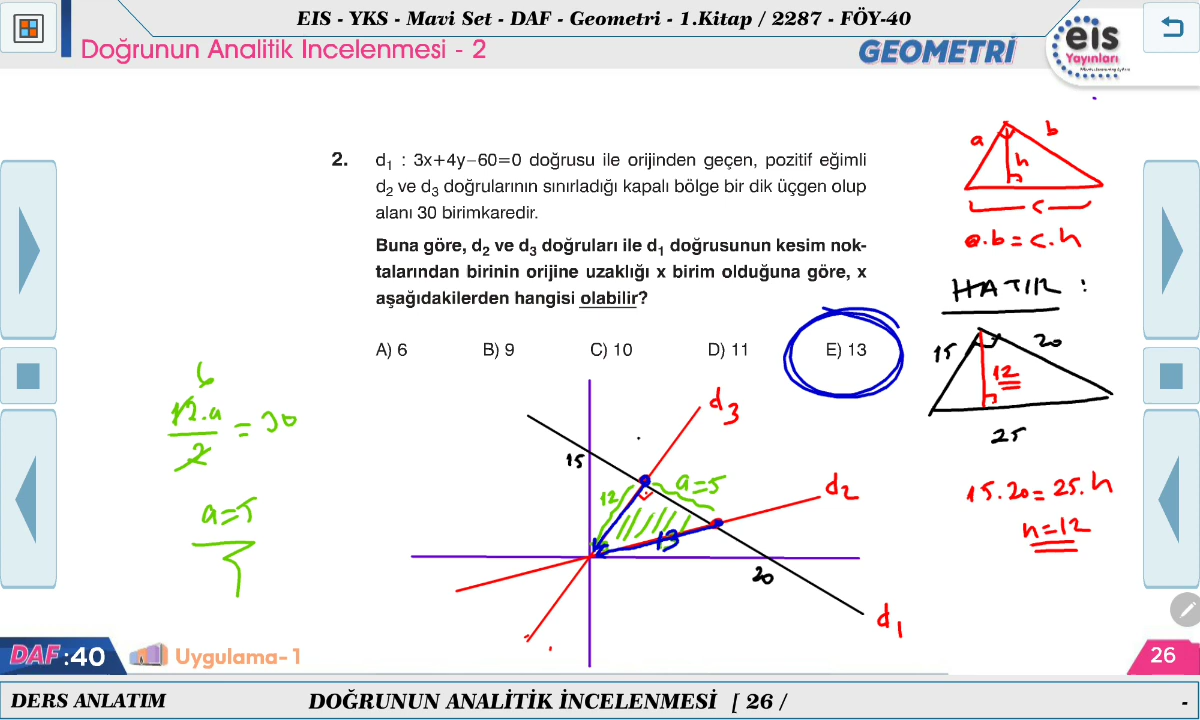 EIS - YKS - Mavi Set - DAF - Geometri - 1.Kitap / 2287 - FÖY-40
Doğrunun Analitik İncelenmesi - 2
GEOMETRİ
eis
Yayınları
2. d₁ : 3x+4y−60=0 doğrusu ile orijinden geçen, pozitif eğimli
d₂ ve d₃ doğrularının sınırladığı kapalı bölge bir dik üçgen olup
alanı 30 birimkaredir.
Buna göre, d₂ ve d₃ doğruları ile d₁ doğrusunun kesim nok-
talarından birinin orijine uzaklığı x birim olduğuna göre, x
aşağıdakilerden hangisi olabilir?
A) 6 B) 9 C) 10 D) 11 E) 13
a b
h
c
a.b = c.h
HATIR :
15 20
12
25
15.20 = 25.h
h=12
6
12.a
2
= 30
a=5
d₃
15
12
a=5
d₂
13
20
d₁
DAF :40
Uygulama-1
26
DERS ANLATIM
DOĞRUNUN ANALİTİK İNCELENMESİ [ 26 /
-